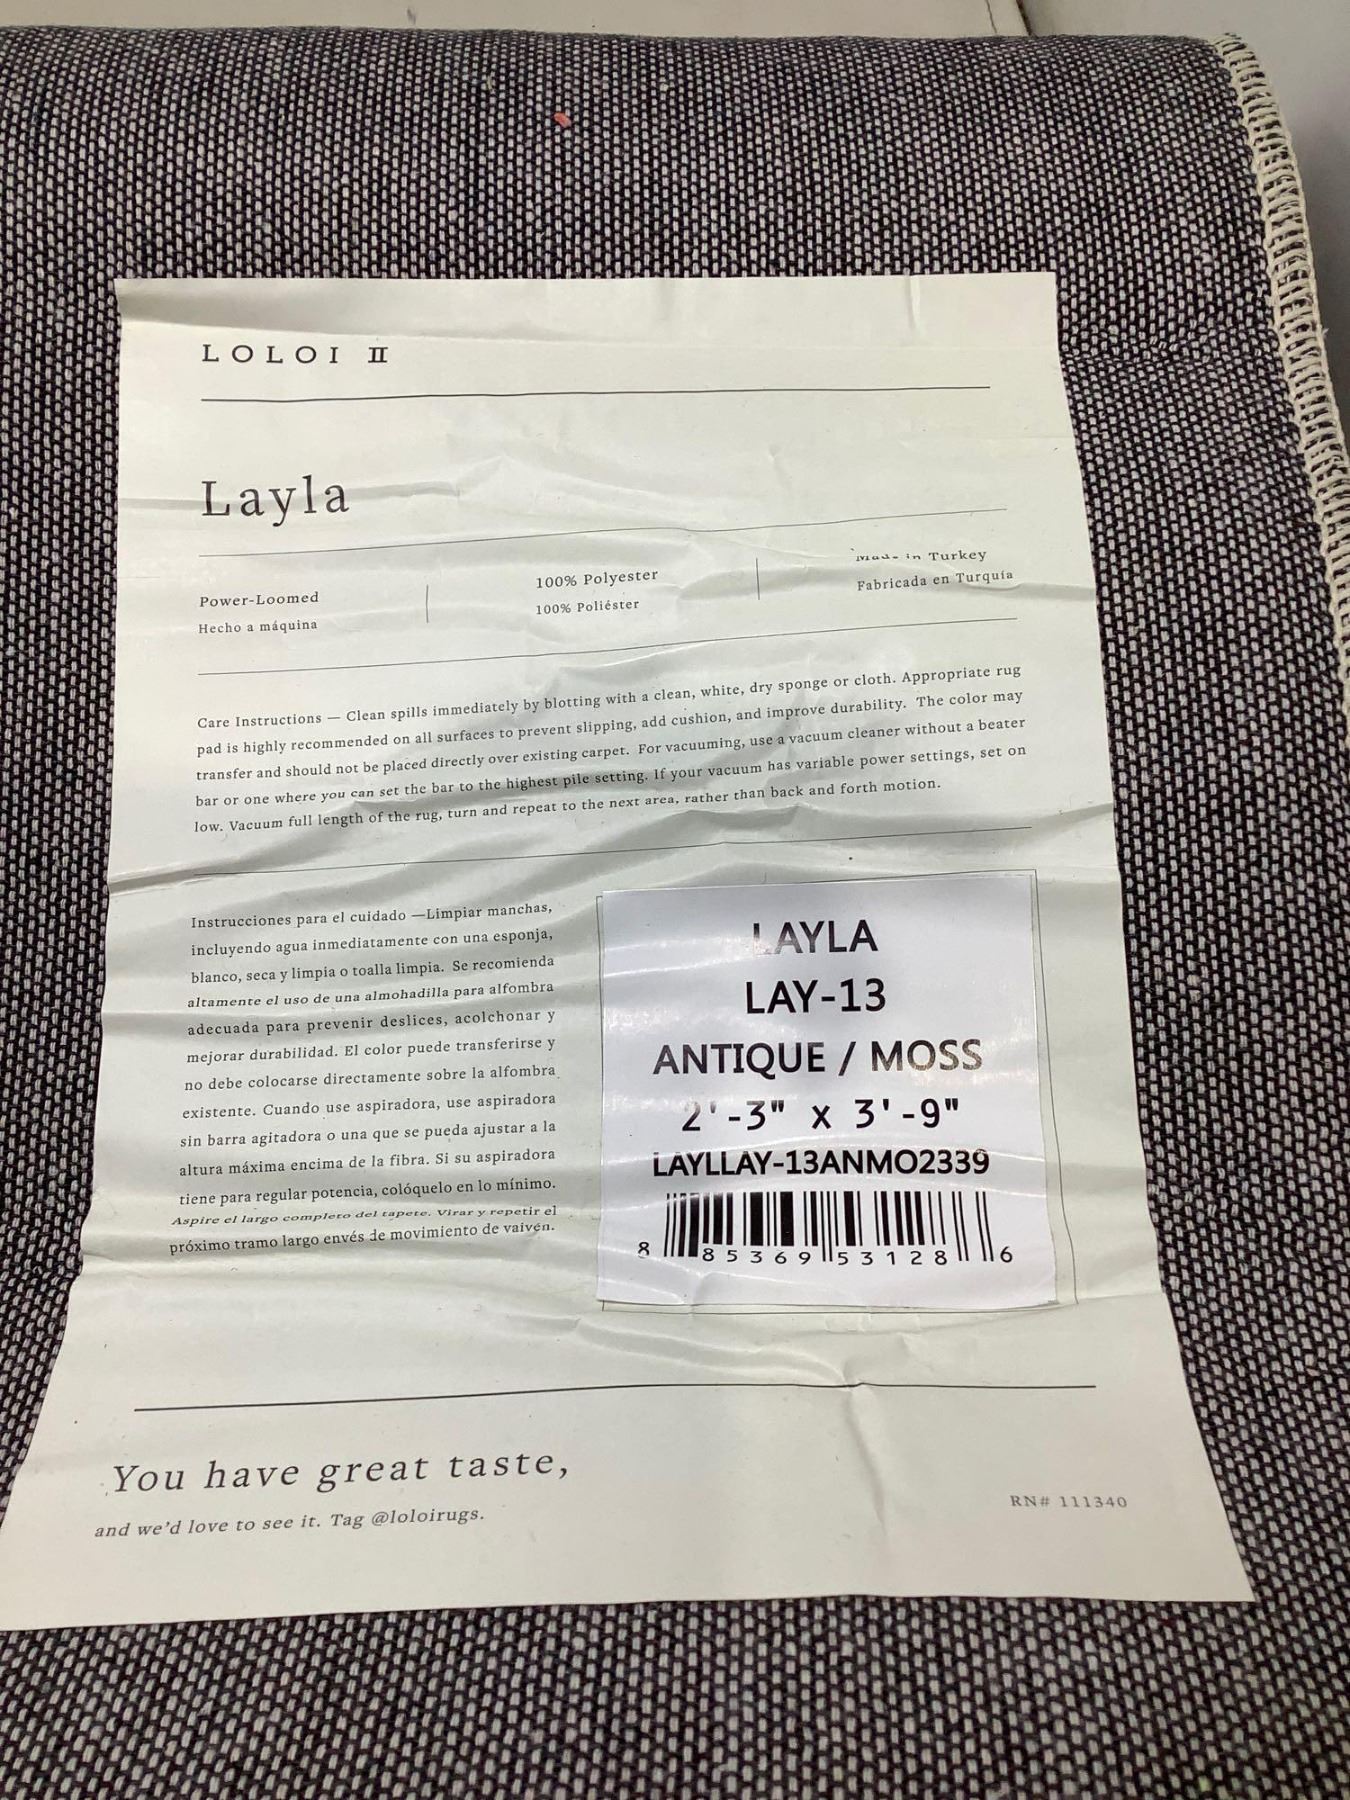 LOLOI II
Layla
Power-Loomed
Hecho a máquina
100% Polyester
100% Poliéster
Made in Turkey
Fabricada en Turquía
Care Instructions — Clean spills immediately by blotting with a clean, white, dry sponge or cloth. Appropriate rug
pad is highly recommended on all surfaces to prevent slipping, add cushion, and improve durability. The color may
transfer and should not be placed directly over existing carpet. For vacuuming, use a vacuum cleaner without a beater
bar or one where you can set the bar to the highest pile setting. If your vacuum has variable power settings, set on
low. Vacuum full length of the rug, turn and repeat to the next area, rather than back and forth motion.
Instrucciones para el cuidado —Limpiar manchas,
incluyendo agua inmediatamente con una esponja,
blanco, seca y limpia o toalla limpia. Se recomienda
altamente el uso de una almohadilla para alfombra
adecuada para prevenir deslices, acolchonar y
mejorar durabilidad. El color puede transferirse y
no debe colocarse directamente sobre la alfombra
existente. Cuando use aspiradora, use aspiradora
sin barra agitadora o una que se pueda ajustar a la
altura máxima encima de la fibra. Si su aspiradora
tiene para regular potencia, colóquelo en lo mínimo.
Aspire el largo completo del tapete. Virar y repetir el
próximo tramo largo envés de movimiento de vaivén.
LAYLA
LAY-13
ANTIQUE / MOSS
2'-3" x 3'-9"
LAYLLAY-13ANMO2339
8 85369 53128 6
You have great taste,
and we'd love to see it. Tag @loloirugs.
RN# 111340